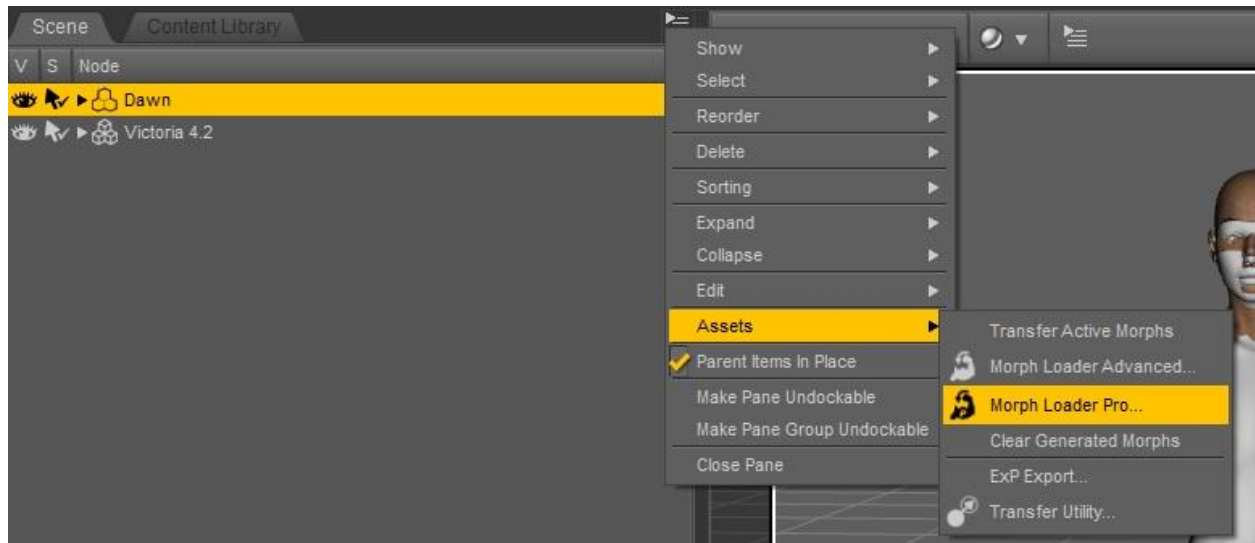 Scene
Content Library
V S Node
Dawn
Victoria 4.2
Show
Select
Reorder
Delete
Sorting
Expand
Collapse
Edit
Assets
Parent Items In Place
Make Pane Undockable
Make Pane Group Undockable
Close Pane
Transfer Active Morphs
Morph Loader Advanced...
Morph Loader Pro...
Clear Generated Morphs
ExP Export...
Transfer Utility...